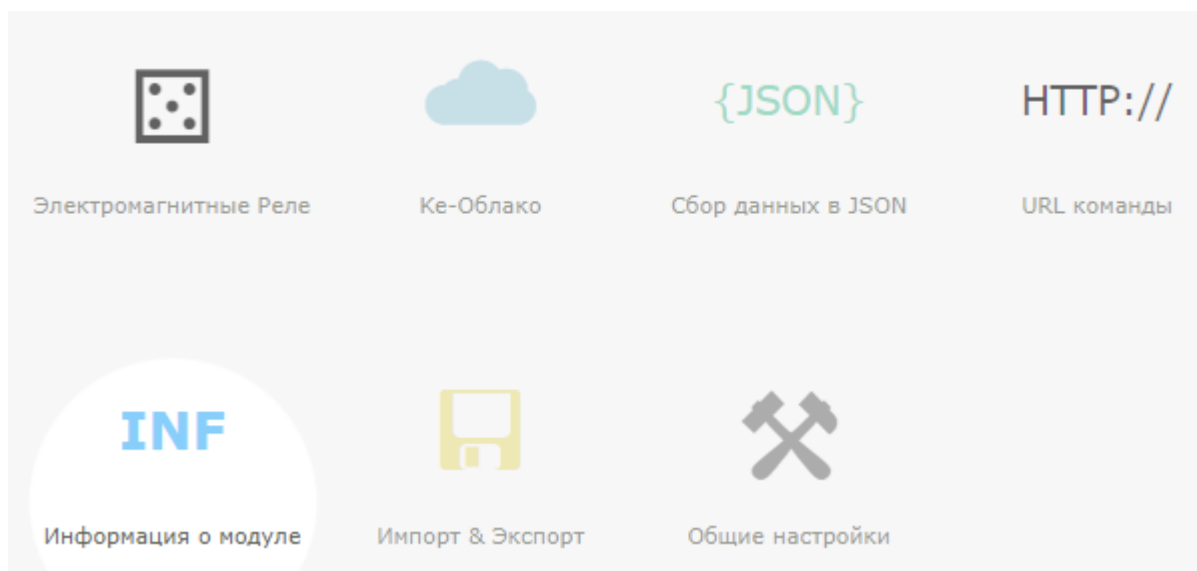 {JSON}
HTTP://
Электромагнитные Реле
Ке-Облако
Сбор данных в JSON
URL команды
INF
Информация о модуле
Импорт & Экспорт
Общие настройки